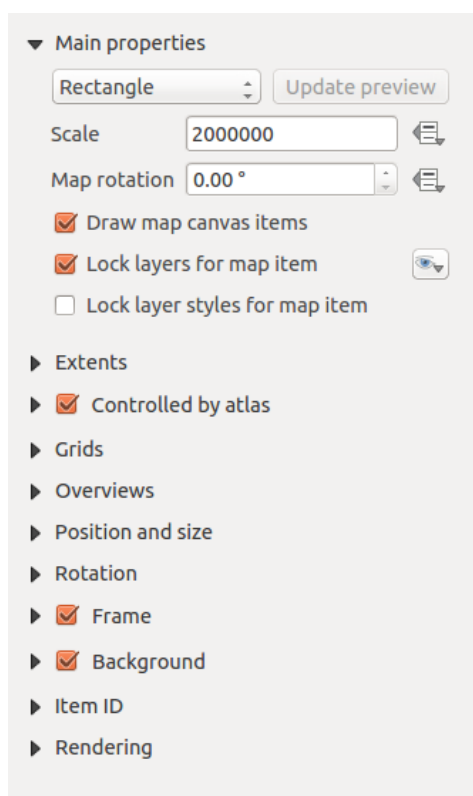 Main properties
Rectangle Update preview
Scale 2000000
Map rotation 0.00 °
Draw map canvas items
Lock layers for map item
Lock layer styles for map item
Extents
Controlled by atlas
Grids
Overviews
Position and size
Rotation
Frame
Background
Item ID
Rendering